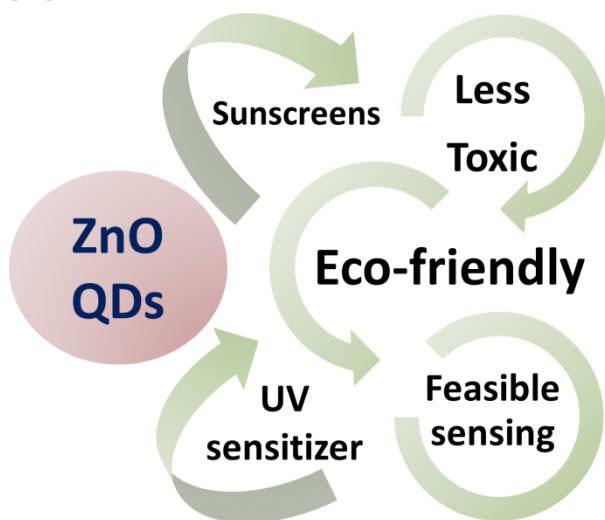 Sunscreens
Less
Toxic
ZnO
QDs
Eco-friendly
UV
sensitizer
Feasible
sensing